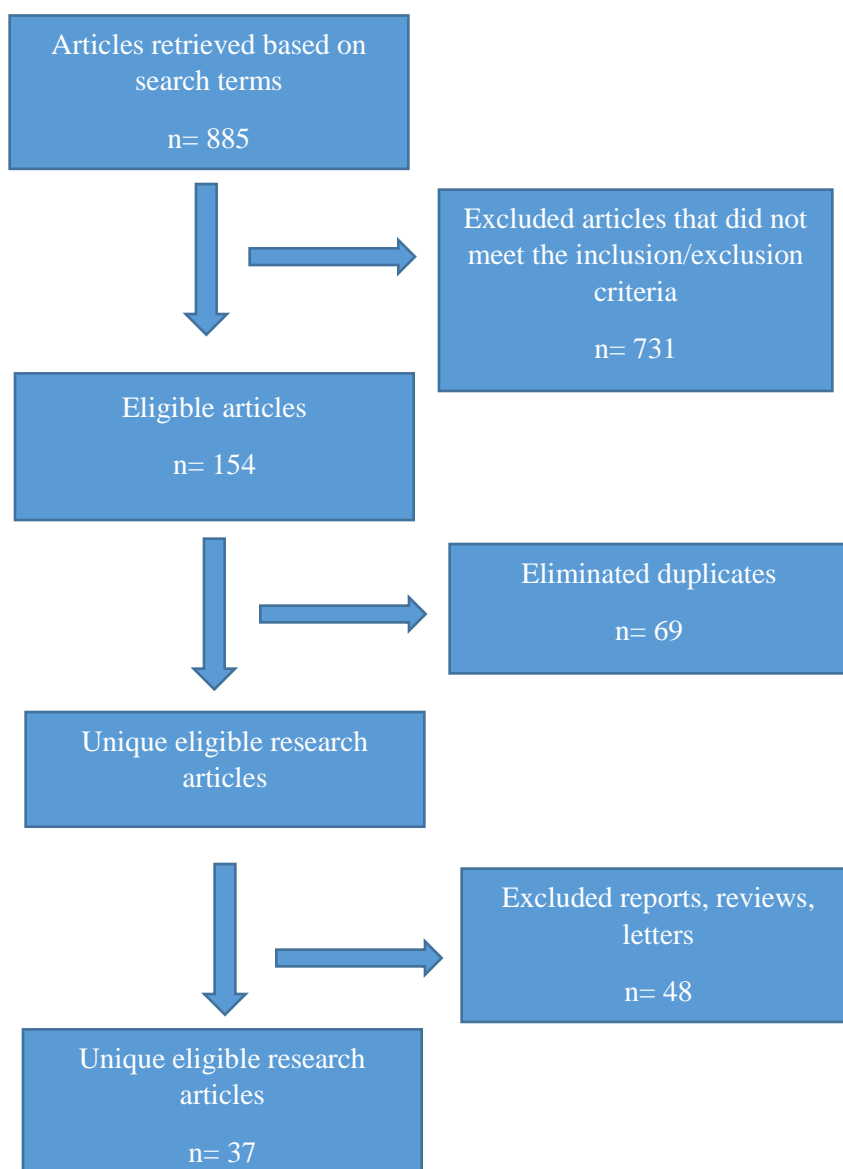 Articles retrieved based on
search terms
n= 885
Excluded articles that did not
meet the inclusion/exclusion
criteria
n= 731
Eligible articles
n= 154
Eliminated duplicates
n= 69
Unique eligible research
articles
Excluded reports, reviews,
letters
n= 48
Unique eligible research
articles
n= 37